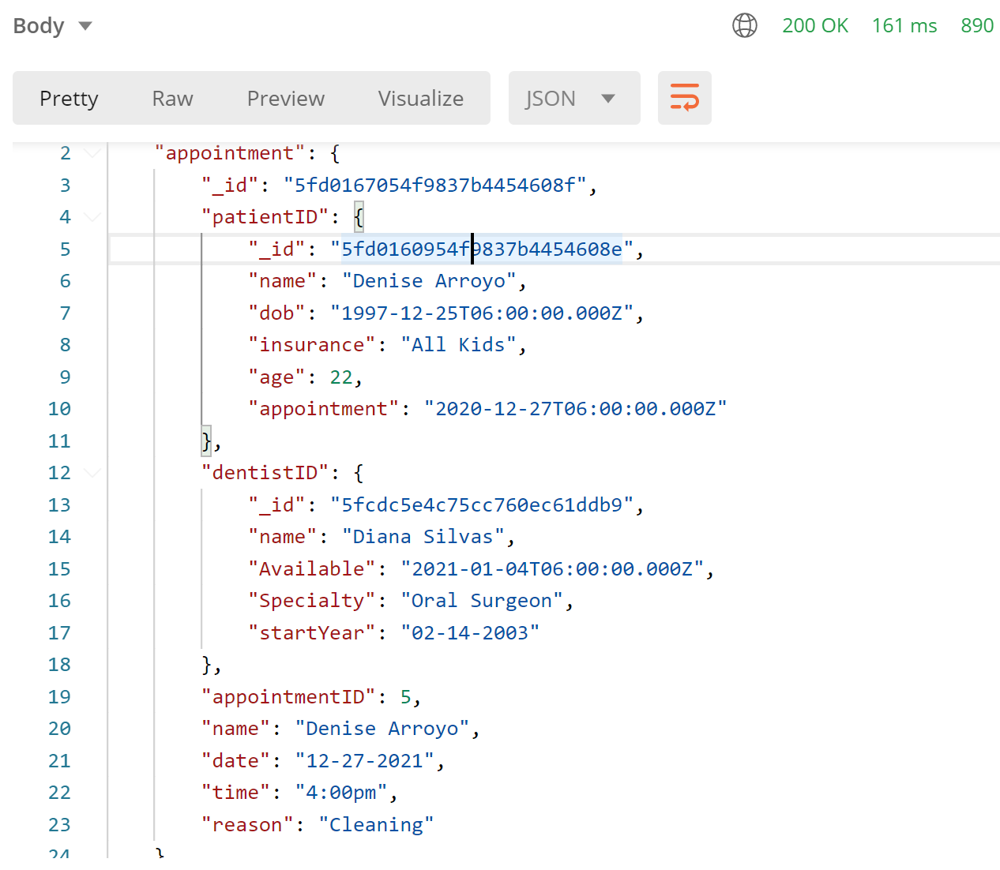 Body 200 OK 161 ms 890
Pretty Raw Preview Visualize JSON
2 "appointment": {
3 "_id": "5fd0167054f9837b4454608f",
4 "patientID": {
5 "_id": "5fd0160954f9837b4454608e",
6 "name": "Denise Arroyo",
7 "dob": "1997-12-25T06:00:00.000Z",
8 "insurance": "All Kids",
9 "age": 22,
10 "appointment": "2020-12-27T06:00:00.000Z"
11 },
12 "dentistID": {
13 "_id": "5fcdc5e4c75cc760ec61ddb9",
14 "name": "Diana Silvas",
15 "Available": "2021-01-04T06:00:00.000Z",
16 "Specialty": "Oral Surgeon",
17 "startYear": "02-14-2003"
18 },
19 "appointmentID": 5,
20 "name": "Denise Arroyo",
21 "date": "12-27-2021",
22 "time": "4:00pm",
23 "reason": "Cleaning"
24 }